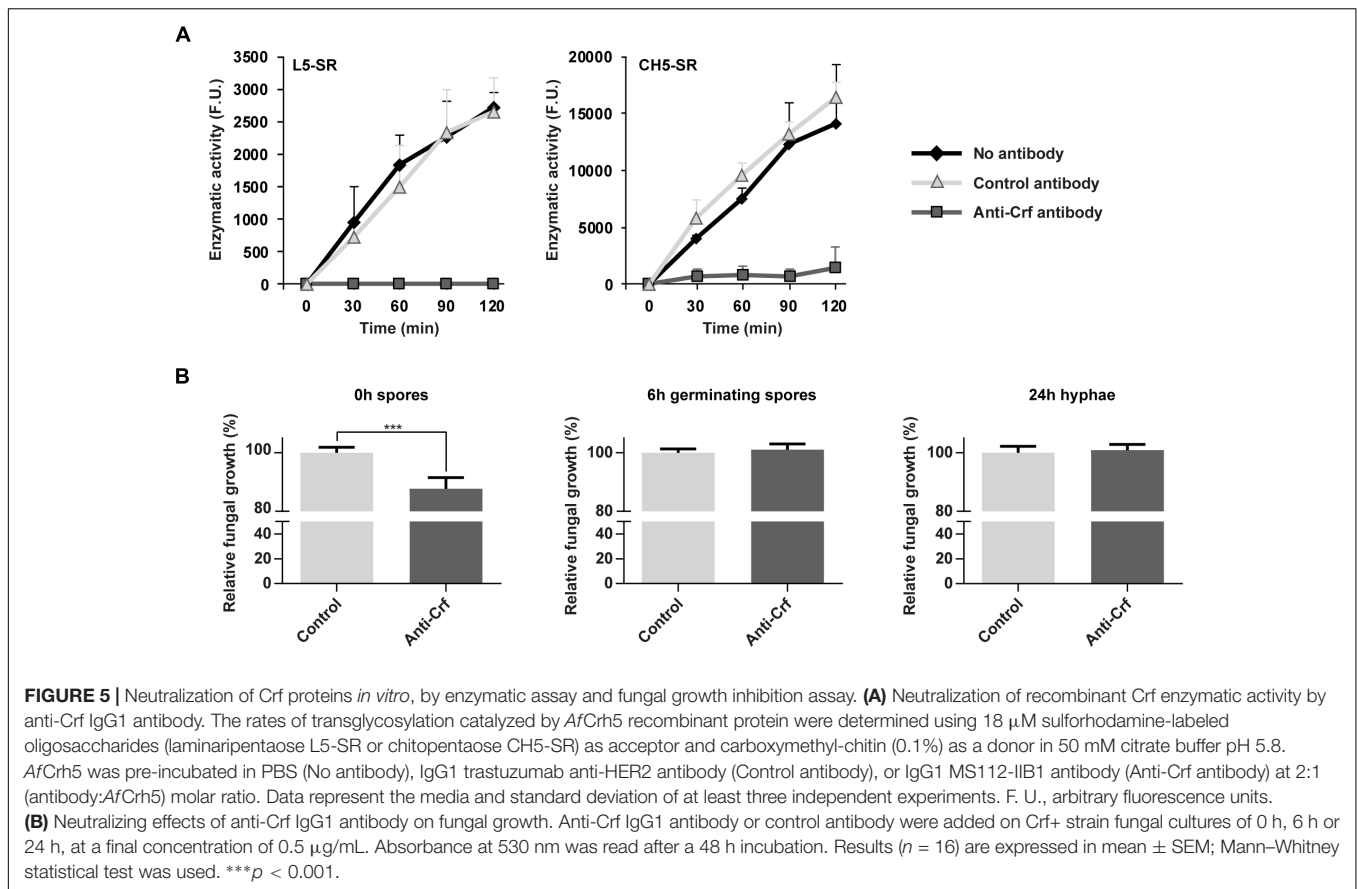 A
L5-SR
Enzymatic activity (F.U.)
3500
3000
2500
2000
1500
1000
500
0
0 30 60 90 120
Time (min)
CH5-SR
Enzymatic activity (F.U.)
20000
15000
10000
5000
0
0 30 60 90 120
Time (min)
No antibody
Control antibody
Anti-Crf antibody
B
0h spores
Relative fungal growth (%)
***
100
80
40
20
0
Control
Anti-Crf
6h germinating spores
Relative fungal growth (%)
100
80
40
20
0
Control
Anti-Crf
24h hyphae
Relative fungal growth (%)
100
80
40
20
0
Control
Anti-Crf
FIGURE 5 | Neutralization of Crf proteins in vitro, by enzymatic assay and fungal growth inhibition assay. (A) Neutralization of recombinant Crf enzymatic activity by
anti-Crf IgG1 antibody. The rates of transglycosylation catalyzed by AfCrh5 recombinant protein were determined using 18 μM sulforhodamine-labeled
oligosaccharides (laminaripentaose L5-SR or chitopentaose CH5-SR) as acceptor and carboxymethyl-chitin (0.1%) as a donor in 50 mM citrate buffer pH 5.8.
AfCrh5 was pre-incubated in PBS (No antibody), IgG1 trastuzumab anti-HER2 antibody (Control antibody), or IgG1 MS112-IIB1 antibody (Anti-Crf antibody) at 2:1
(antibody:AfCrh5) molar ratio. Data represent the media and standard deviation of at least three independent experiments. F. U., arbitrary fluorescence units.
(B) Neutralizing effects of anti-Crf IgG1 antibody on fungal growth. Anti-Crf IgG1 antibody or control antibody were added on Crf+ strain fungal cultures of 0 h, 6 h or
24 h, at a final concentration of 0.5 μg/mL. Absorbance at 530 nm was read after a 48 h incubation. Results (n = 16) are expressed in mean ± SEM; Mann–Whitney
statistical test was used. ***p < 0.001.